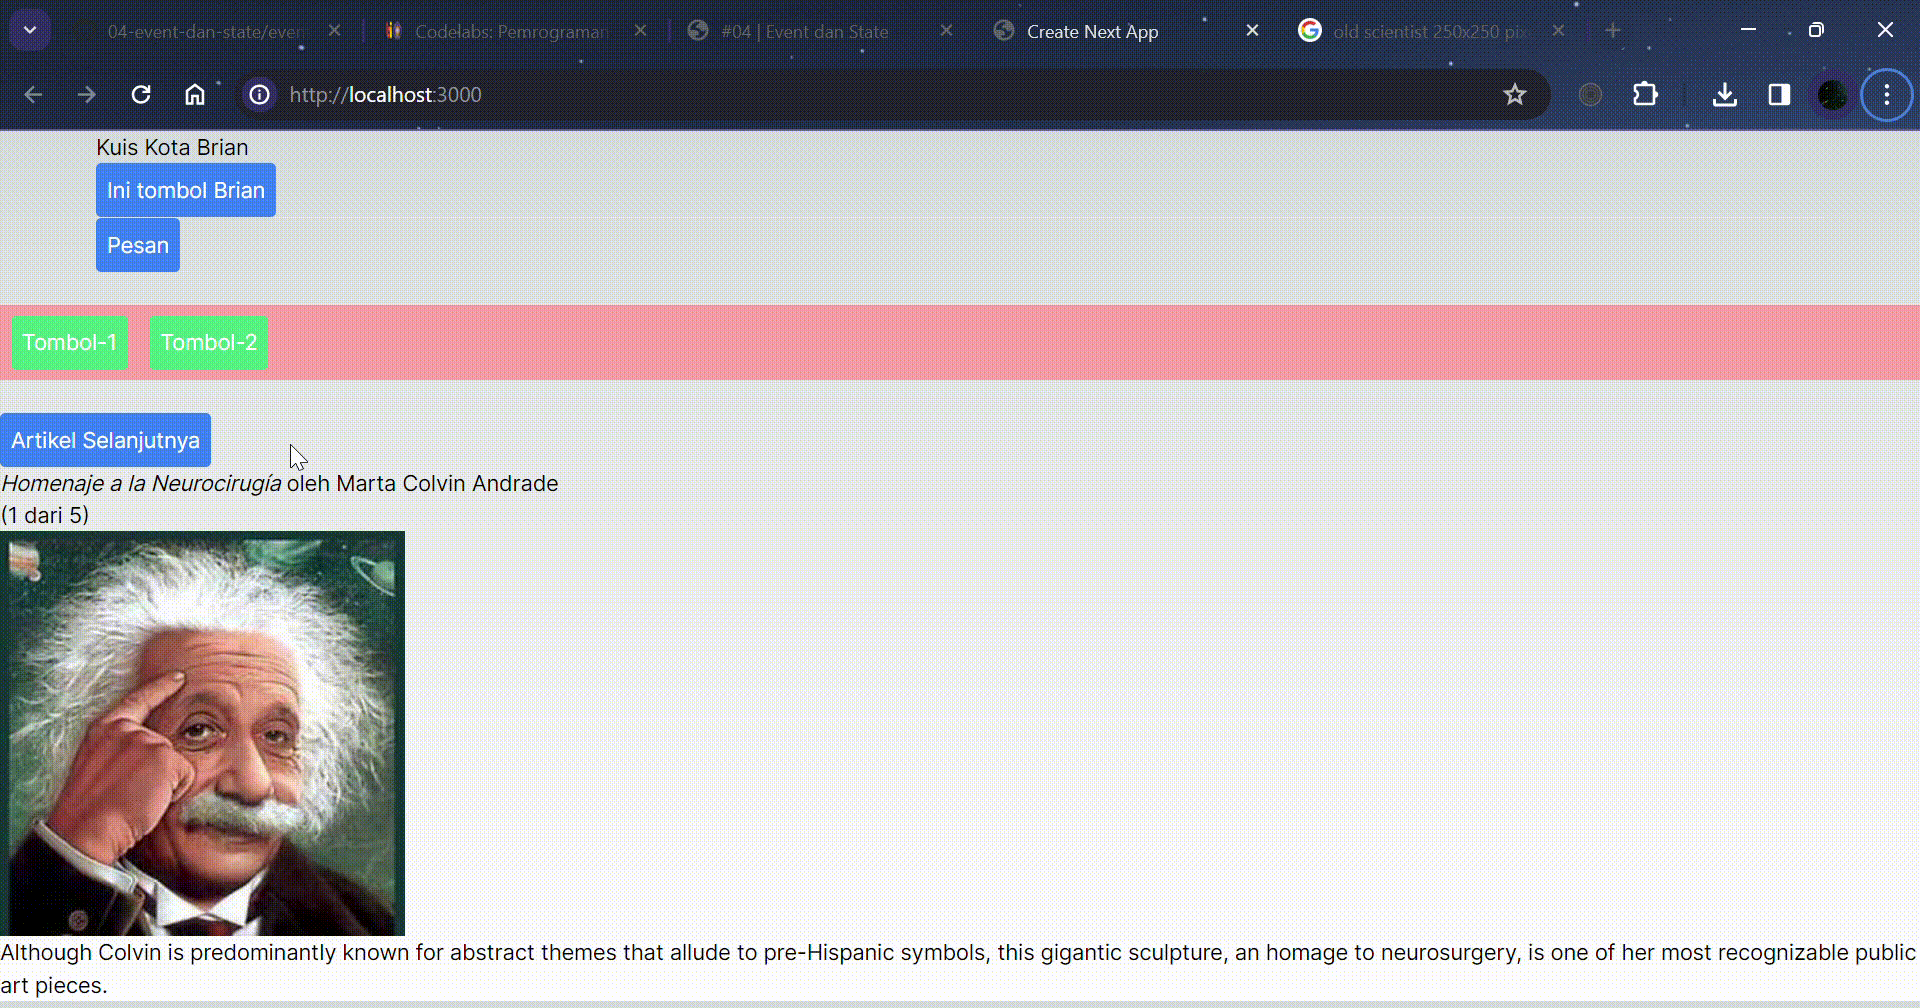 04-event-dan-state/even
Codelabs: Pemrograman
#04 | Event dan State
Create Next App
old scientist 250x250 pix
http://localhost:3000
Kuis Kota Brian
Ini tombol Brian
Pesan
Tombol-1 Tombol-2
Artikel Selanjutnya
Homenaje a la Neurocirugía oleh Marta Colvin Andrade
(1 dari 5)
Although Colvin is predominantly known for abstract themes that allude to pre-Hispanic symbols, this gigantic sculpture, an homage to neurosurgery, is one of her most recognizable public
art pieces.